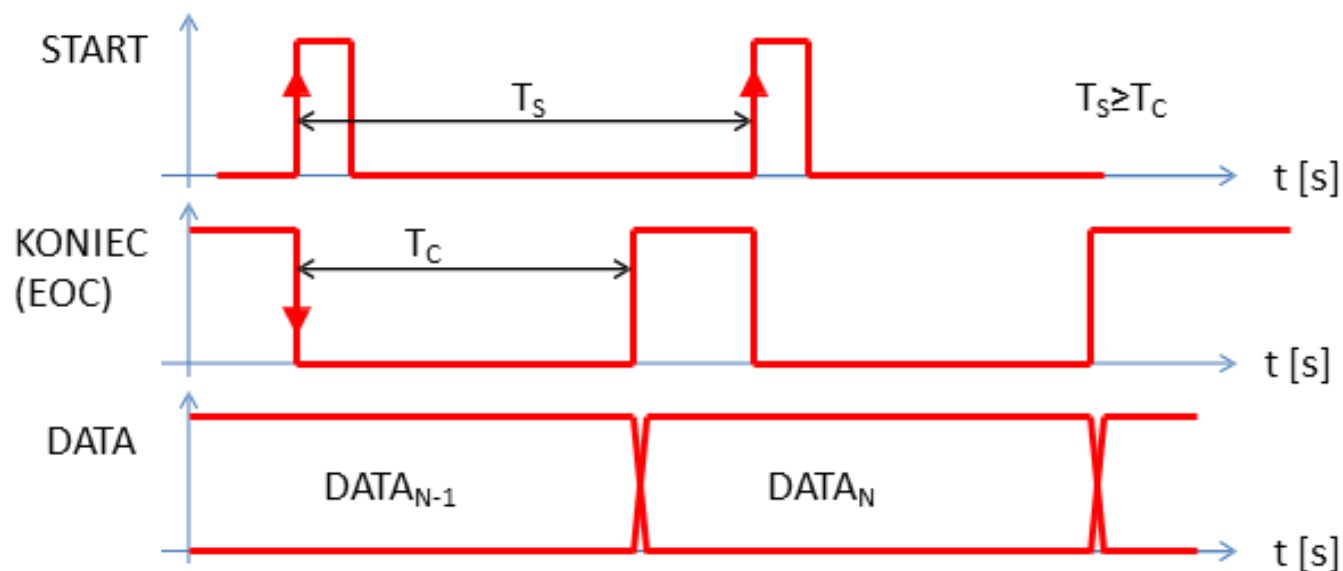 START
T_S
T_S≥T_C
t [s]
KONIEC
(EOC)
T_C
t [s]
DATA
DATA_N-1
DATA_N
t [s]